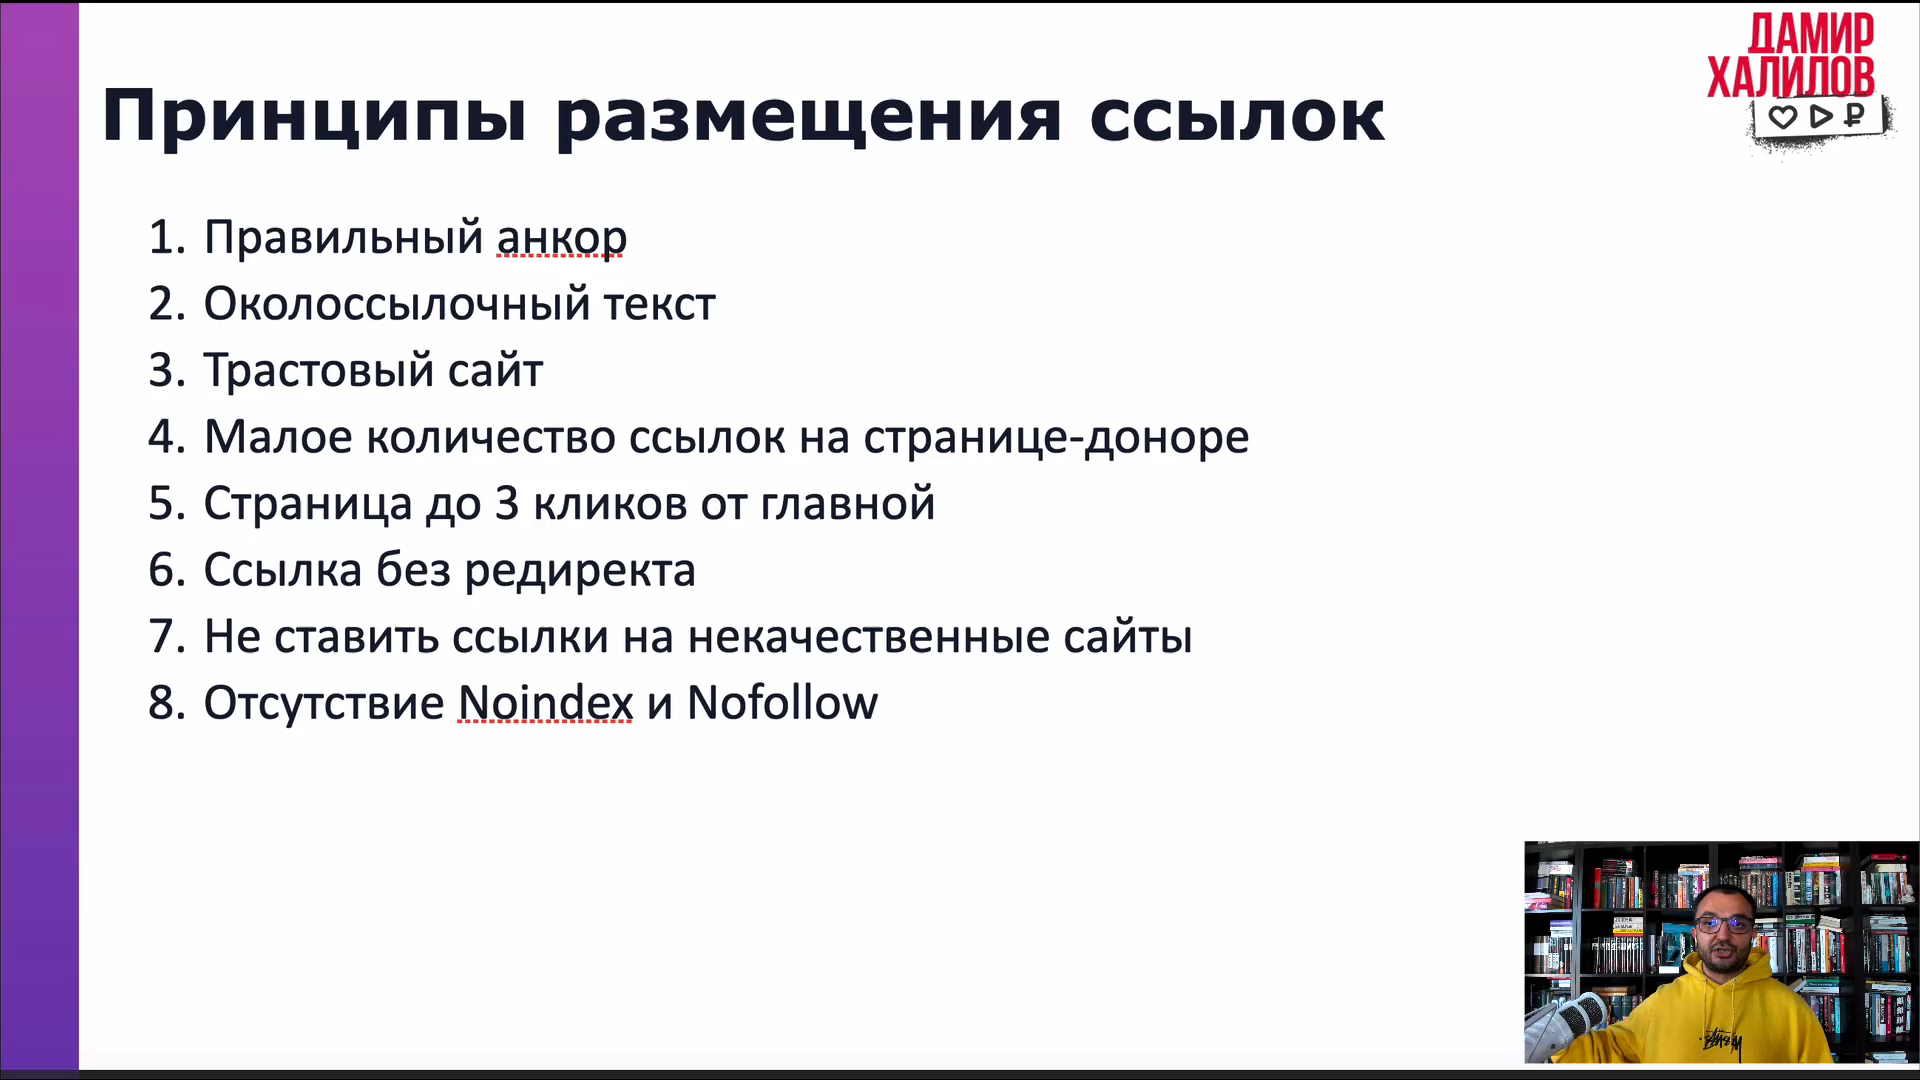 ДАМИР
ХАЛИЛОВ
Принципы размещения ссылок
1. Правильный анкор
2. Околоссылочный текст
3. Трастовый сайт
4. Малое количество ссылок на странице-доноре
5. Страница до 3 кликов от главной
6. Ссылка без редиректа
7. Не ставить ссылки на некачественные сайты
8. Отсутствие Noindex и Nofollow